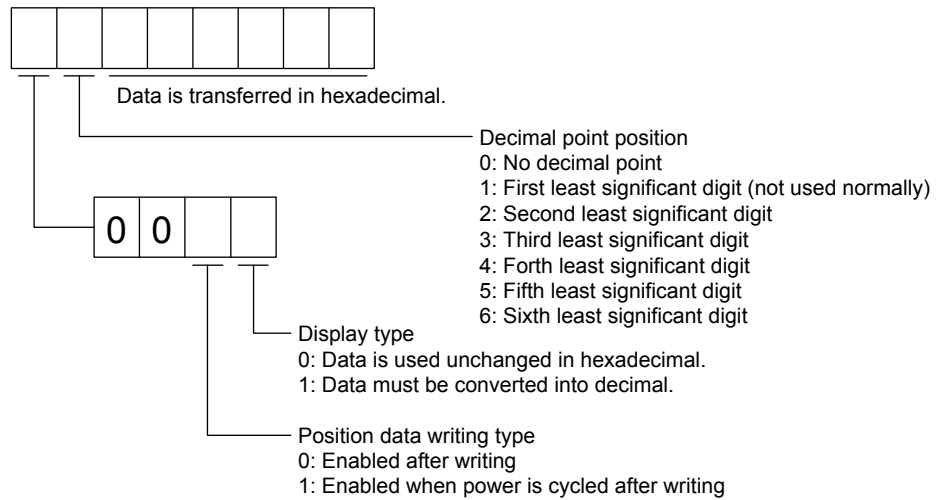 Data is transferred in hexadecimal.
Decimal point position
0: No decimal point
1: First least significant digit (not used normally)
2: Second least significant digit
3: Third least significant digit
4: Forth least significant digit
5: Fifth least significant digit
6: Sixth least significant digit
0 0
Display type
0: Data is used unchanged in hexadecimal.
1: Data must be converted into decimal.
Position data writing type
0: Enabled after writing
1: Enabled when power is cycled after writing